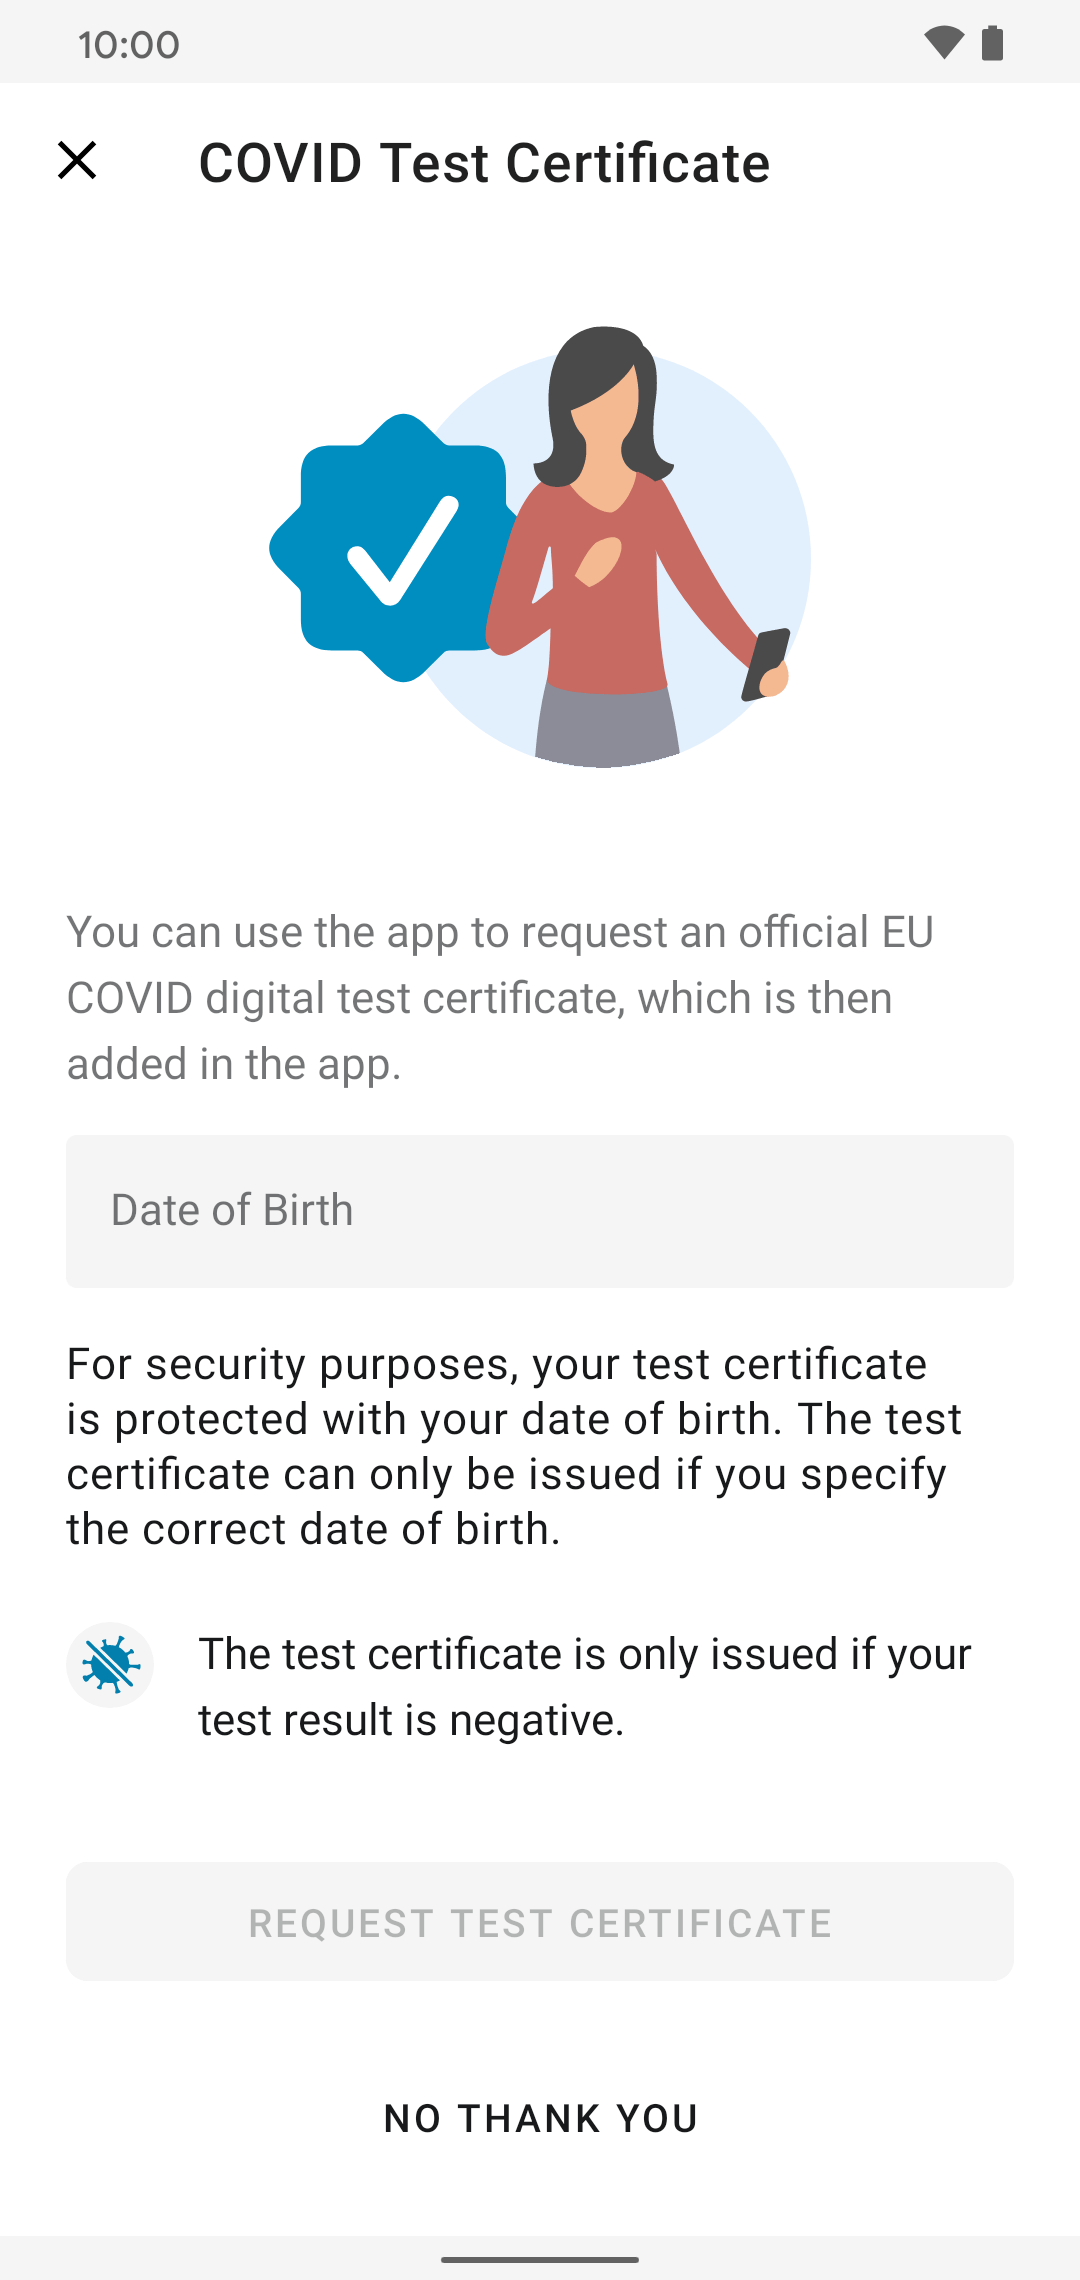 10:00
COVID Test Certificate
You can use the app to request an official EU
COVID digital test certificate, which is then
added in the app.
Date of Birth
For security purposes, your test certificate
is protected with your date of birth. The test
certificate can only be issued if you specify
the correct date of birth.
The test certificate is only issued if your
test result is negative.
REQUEST TEST CERTIFICATE
NO THANK YOU